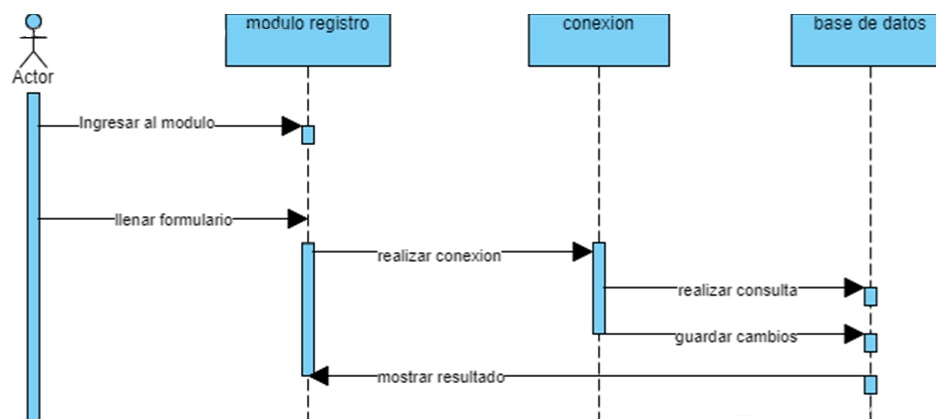 modulo registro
conexion
base de datos
Actor
Ingresar al modulo
llenar formulario
realizar conexion
realizar consulta
guardar cambios
mostrar resultado